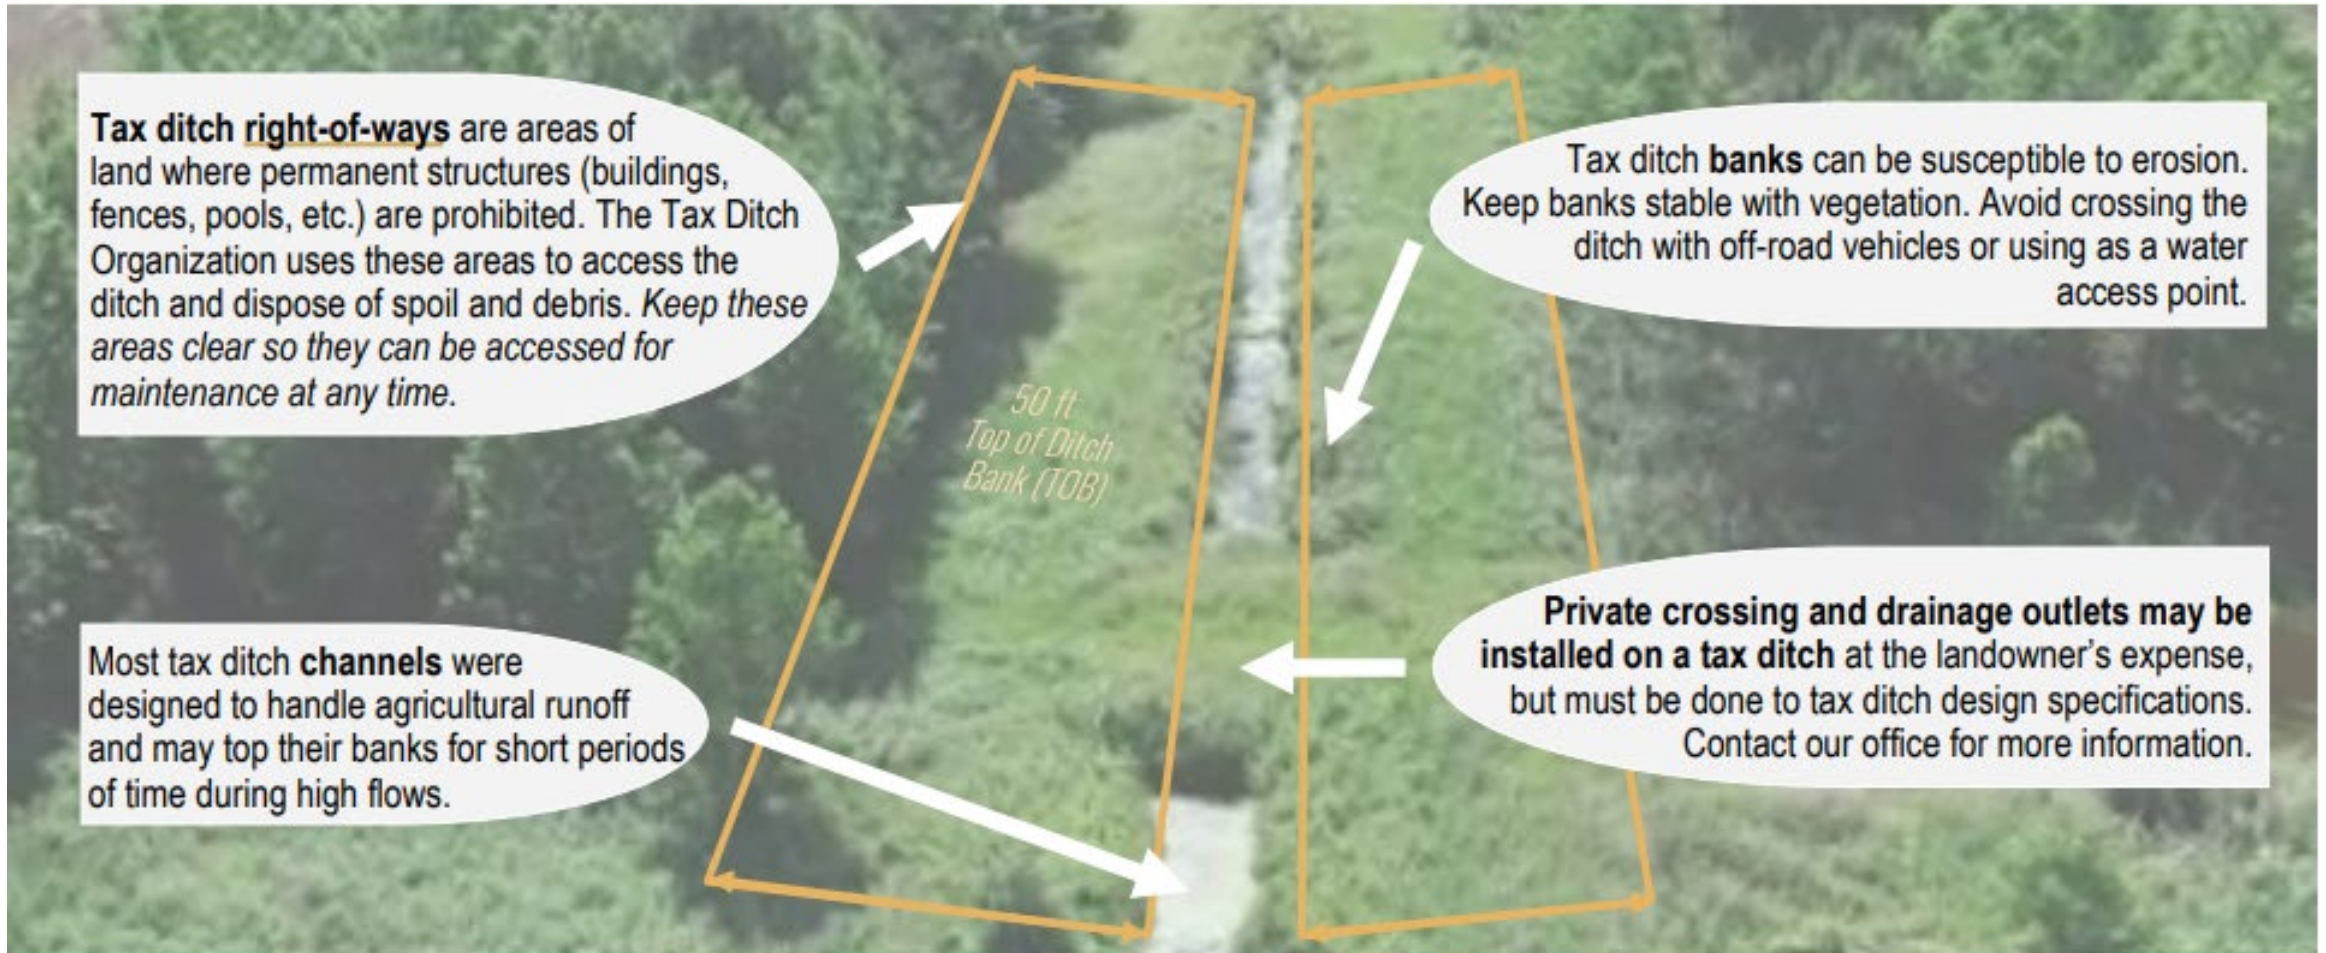 Tax ditch right-of-ways are areas of
land where permanent structures (buildings,
fences, pools, etc.) are prohibited. The Tax Ditch
Organization uses these areas to access the
ditch and dispose of spoil and debris. Keep these
areas clear so they can be accessed for
maintenance at any time.
Tax ditch banks can be susceptible to erosion.
Keep banks stable with vegetation. Avoid crossing the
ditch with off-road vehicles or using as a water
access point.
50 ft
Top of Ditch
Bank (TOB)
Most tax ditch channels were
designed to handle agricultural runoff
and may top their banks for short periods
of time during high flows.
Private crossing and drainage outlets may be
installed on a tax ditch at the landowner's expense,
but must be done to tax ditch design specifications.
Contact our office for more information.